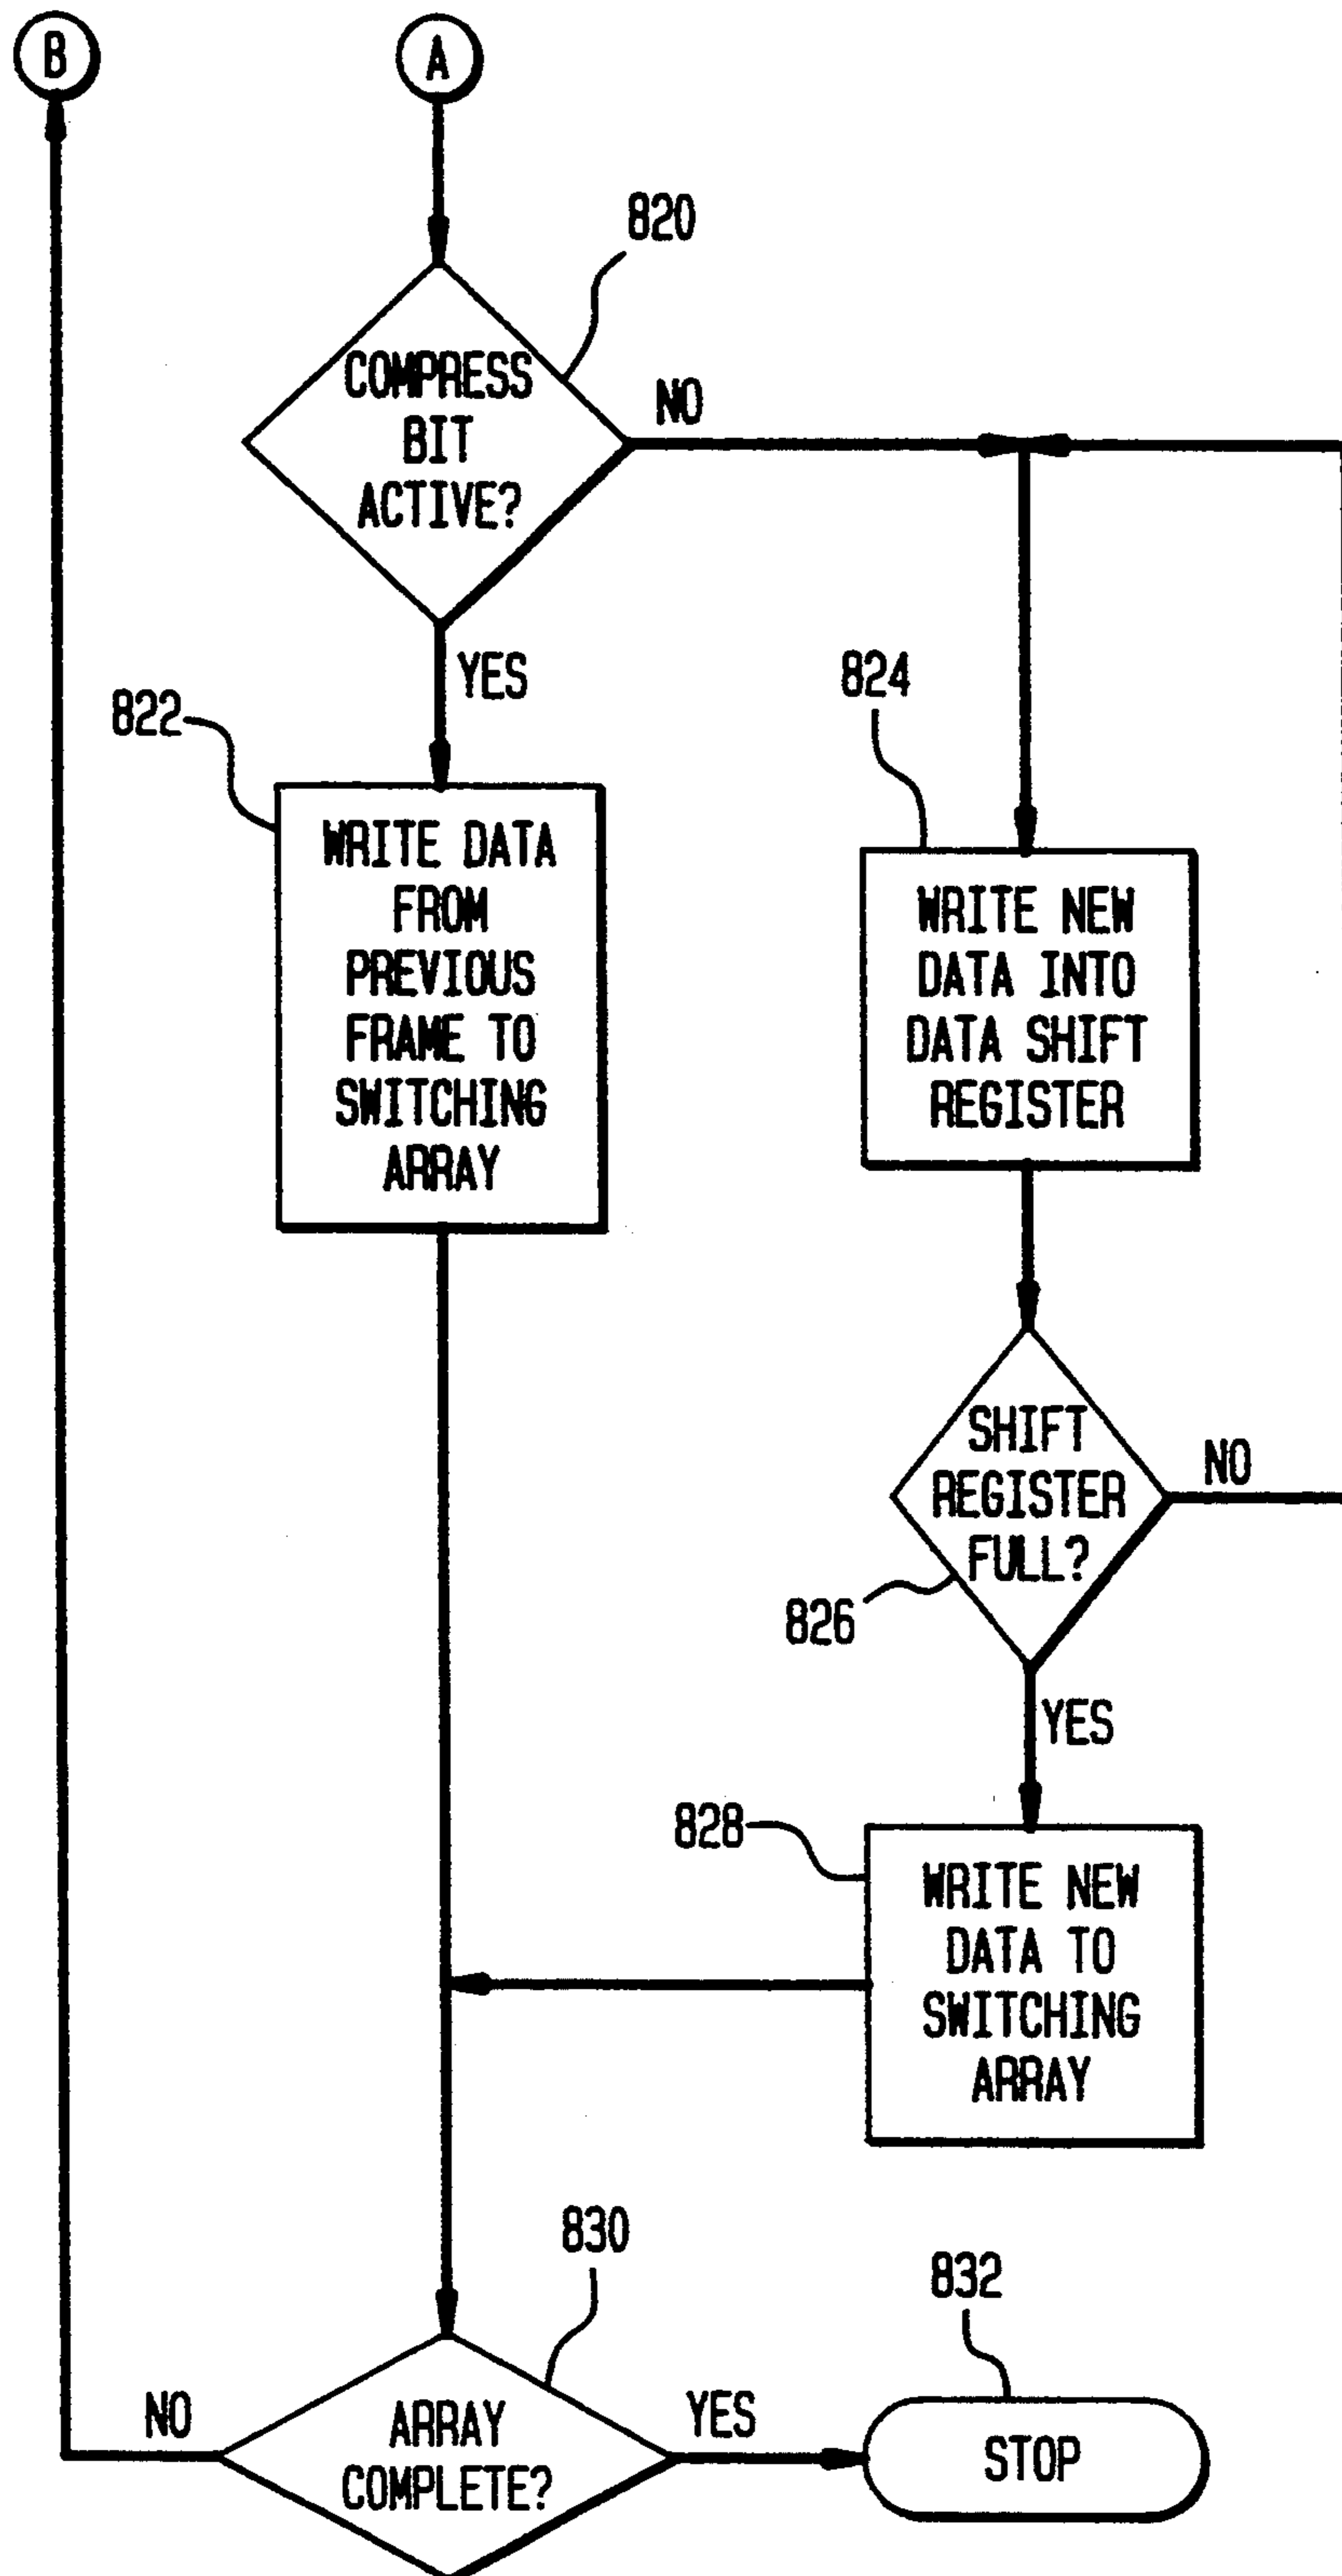 B
A
820
COMPRESS
BIT
ACTIVE?
NO
YES
822
WRITE DATA
FROM
PREVIOUS
FRAME TO
SWITCHING
ARRAY
824
WRITE NEW
DATA INTO
DATA SHIFT
REGISTER
SHIFT
REGISTER
FULL?
NO
826
YES
828
WRITE NEW
DATA TO
SWITCHING
ARRAY
830
ARRAY
COMPLETE?
NO
YES
832
STOP